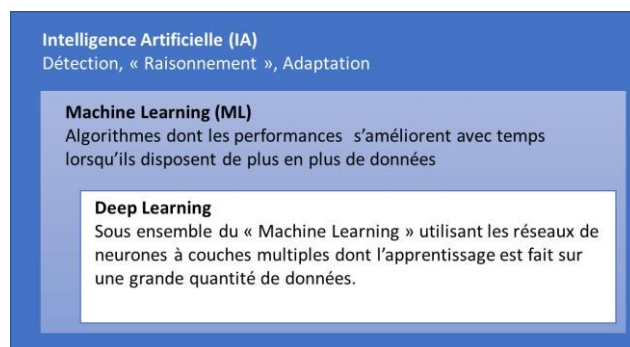 Intelligence Artificielle (IA)
Détection, « Raisonnement », Adaptation
Machine Learning (ML)
Algorithmes dont les performances s’améliorent avec temps
lorsqu’ils disposent de plus en plus de données
Deep Learning
Sous ensemble du « Machine Learning » utilisant les réseaux de
neurones à couches multiples dont l’apprentissage est fait sur
une grande quantité de données.